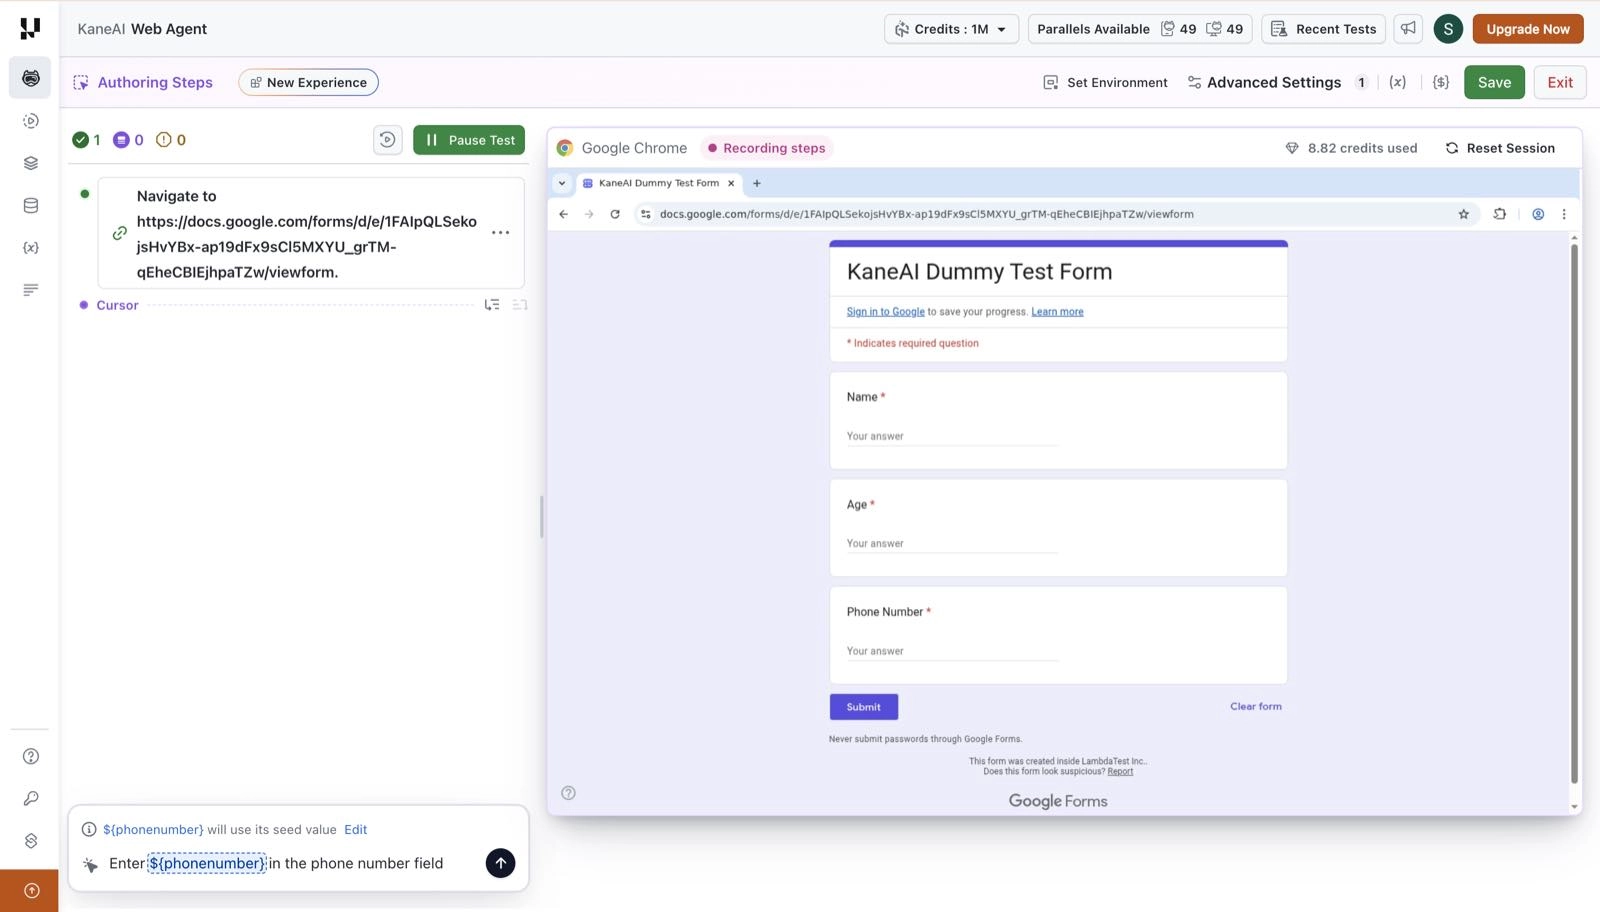 KaneAI Web Agent
Credits : 1M
Parallels Available 49 49
Recent Tests
S
Upgrade Now
Authoring Steps
New Experience
Set Environment
Advanced Settings 1
(x)
{$}
Save
Exit
1 0 0
Pause Test
Navigate to
https://docs.google.com/forms/d/e/1FAIpQLSeko
jsHvYBx-ap19dFx9sCl5MXYU_grTM-
qEheCBIEjhpaTZw/viewform.
Cursor
Google Chrome
Recording steps
8.82 credits used
Reset Session
KaneAI Dummy Test Form
docs.google.com/forms/d/e/1FAIpQLSekojsHvYBx-ap19dFx9sCl5MXYU_grTM-qEheCBIEjhpaTZw/viewform
KaneAI Dummy Test Form
Sign in to Google to save your progress. Learn more
* Indicates required question
Name *
Your answer
Age *
Your answer
Phone Number *
Your answer
Submit
Clear form
Never submit passwords through Google Forms.
This form was created inside LambdaTest Inc..
Does this form look suspicious? Report
Google Forms
${phonenumber} will use its seed value Edit
Enter ${phonenumber} in the phone number field